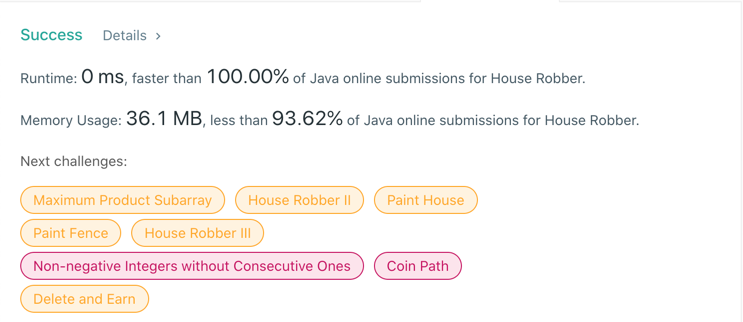 Success Details >
Runtime: 0 ms, faster than 100.00% of Java online submissions for House Robber.
Memory Usage: 36.1 MB, less than 93.62% of Java online submissions for House Robber.
Next challenges:
Maximum Product Subarray House Robber II Paint House
Paint Fence House Robber III
Non-negative Integers without Consecutive Ones Coin Path
Delete and Earn